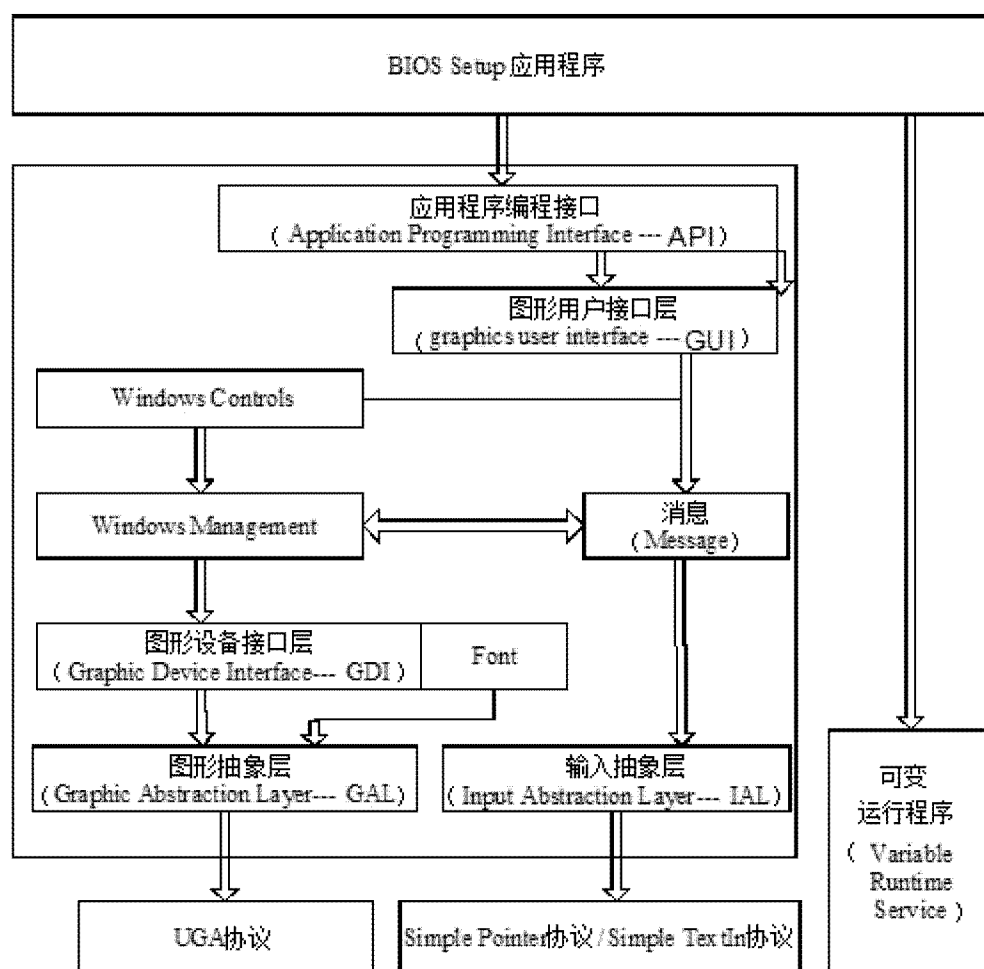 BIOS Setup 应用程序
应用程序编程接口
( Application Programming Interface --- API )
图形用户接口层
( graphics user interface --- GUI )
Windows Controls
Windows Management
消息
( Message )
图形设备接口层
( Graphic Device Interface--- GDI )
Font
图形抽象层
( Graphic Abstraction Layer--- GAL )
输入抽象层
( Input Abstraction Layer--- IAL )
可变
运行程序
( Variable
Runtime
Service )
UGA协议
Simple Pointer协议 / Simple TextIn协议